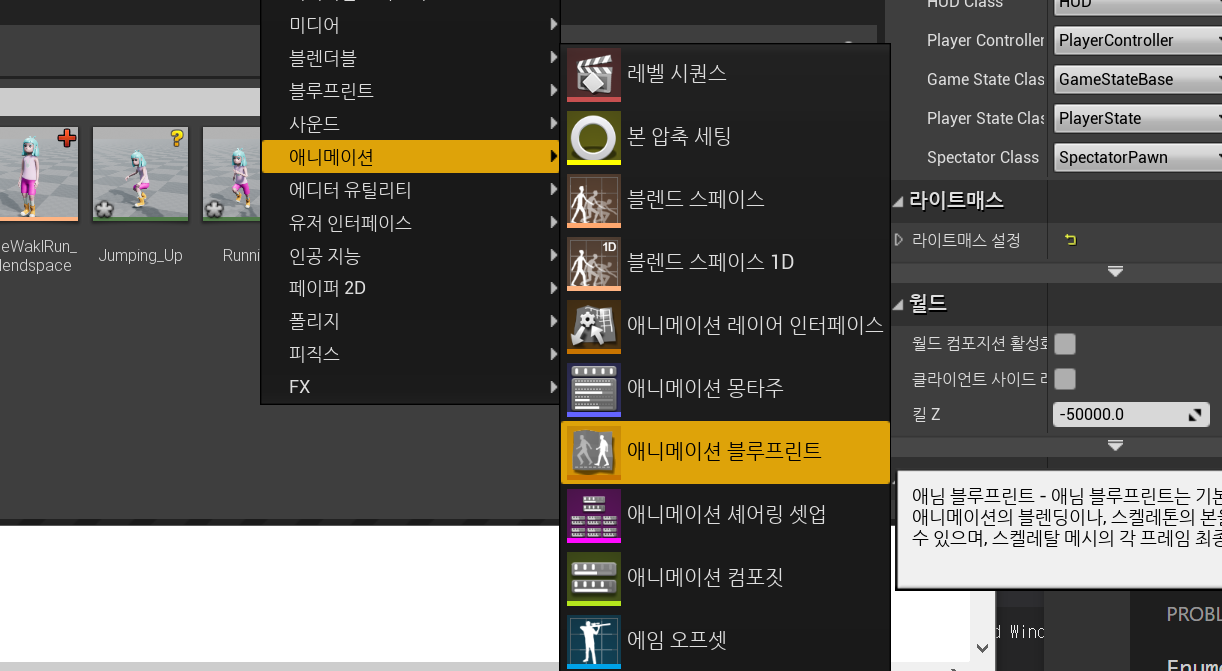 미디어
블렌더블
블루프린트
사운드
애니메이션
에디터 유틸리티
유저 인터페이스
인공 지능
페이퍼 2D
폴리지
피직스
FX
eWaklRun_
lendspace
Jumping_Up
Runni
레벨 시퀀스
본 압축 세팅
블렌드 스페이스
1D
블렌드 스페이스 1D
애니메이션 레이어 인터페이스
애니메이션 몽타주
애니메이션 블루프린트
애니메이션 셰어링 셋업
애니메이션 컴포짓
에임 오프셋
HUD Class
HUD
Player Controller
PlayerController
Game State Clas
GameStateBase
Player State Clas
PlayerState
Spectator Class
SpectatorPawn
라이트매스
라이트매스 설정
월드
월드 컴포지션 활성화
클라이언트 사이드
킬 Z
-50000.0
애님 블루프린트 - 애님 블루프린트는 기본
애니메이션의 블렌딩이나, 스켈레톤의 본을
수 있으며, 스켈레탈 메시의 각 프레임 최종
PROBL
d Winc
Enum